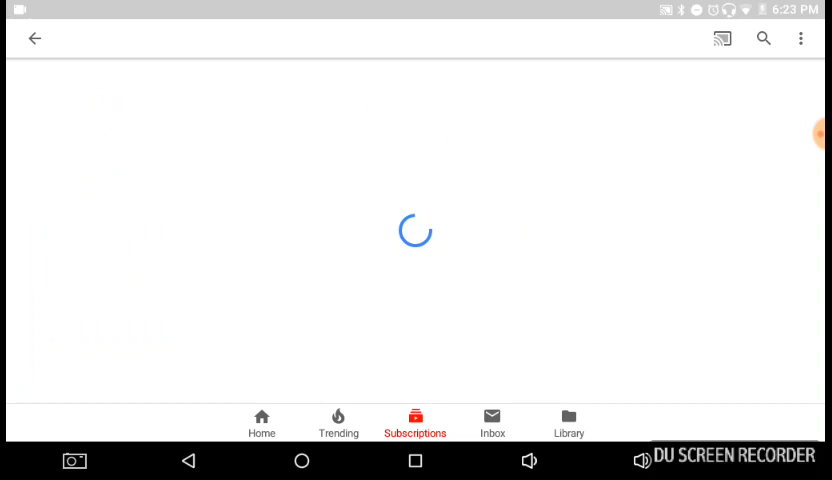 6:23 PM
Home
Trending
Subscriptions
Inbox
Library
DU SCREEN RECORDER